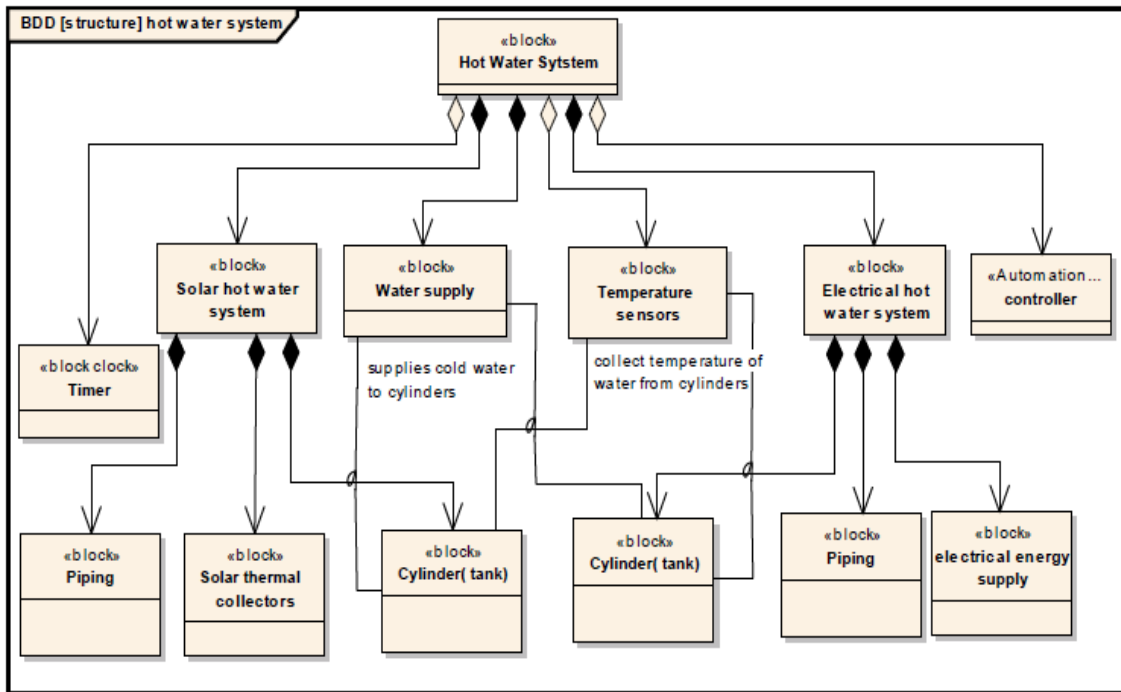 BDD [structure] hot water system
«block»
Hot Water Sytstem
«block»
Solar hot water
system
«block»
Water supply
«block»
Temperature
sensors
«block»
Electrical hot
water system
«Automation ...
controller
«block clock»
Timer
supplies cold water
to cylinders
collect temperature of
water from cylinders
«block»
Piping
«block»
Solar thermal
collectors
«block»
Cylinder( tank)
«block»
Cylinder( tank)
«block»
Piping
«block»
electrical energy
supply